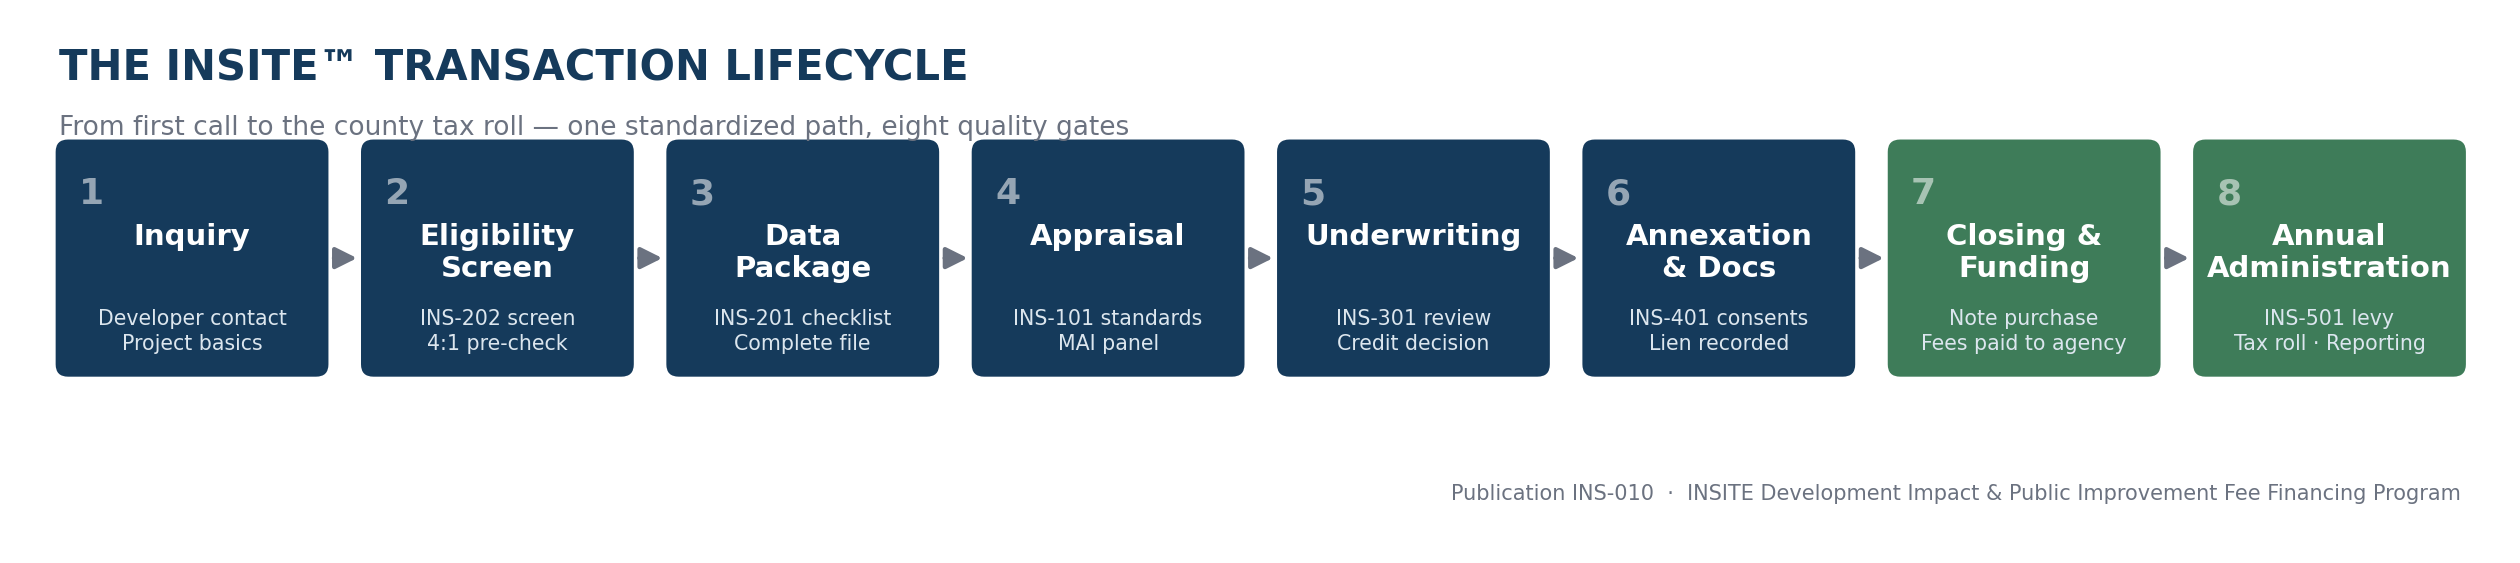 THE INSITE™ TRANSACTION LIFECYCLE
From first call to the county tax roll — one standardized path, eight quality gates
1
Inquiry
Developer contact
Project basics
2
Eligibility
Screen
INS-202 screen
4:1 pre-check
3
Data
Package
INS-201 checklist
Complete file
4
Appraisal
INS-101 standards
MAI panel
5
Underwriting
INS-301 review
Credit decision
6
Annexation
& Docs
INS-401 consents
Lien recorded
7
Closing &
Funding
Note purchase
Fees paid to agency
8
Annual
Administration
INS-501 levy
Tax roll · Reporting
Publication INS-010 · INSITE Development Impact & Public Improvement Fee Financing Program